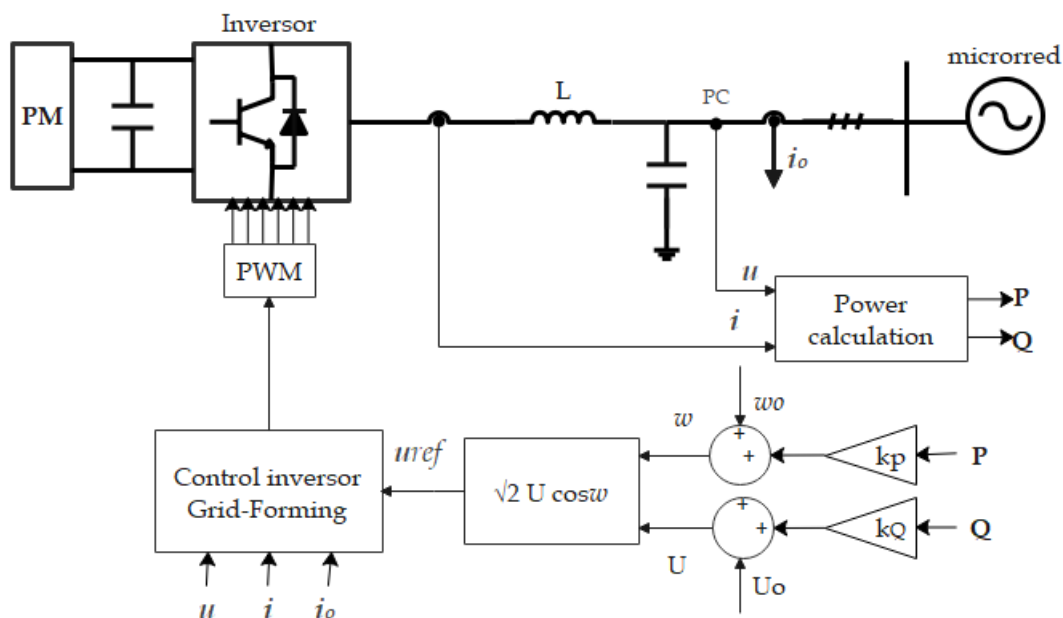 Inversor
microrred
PM
L
PC
io
PWM
u
i
Power
calculation
P
Q
wo
w
+
+
kp
P
uref
Control inversor
Grid-Forming
√2 U cosw
+
+
kQ
Q
U
Uo
u
i
io